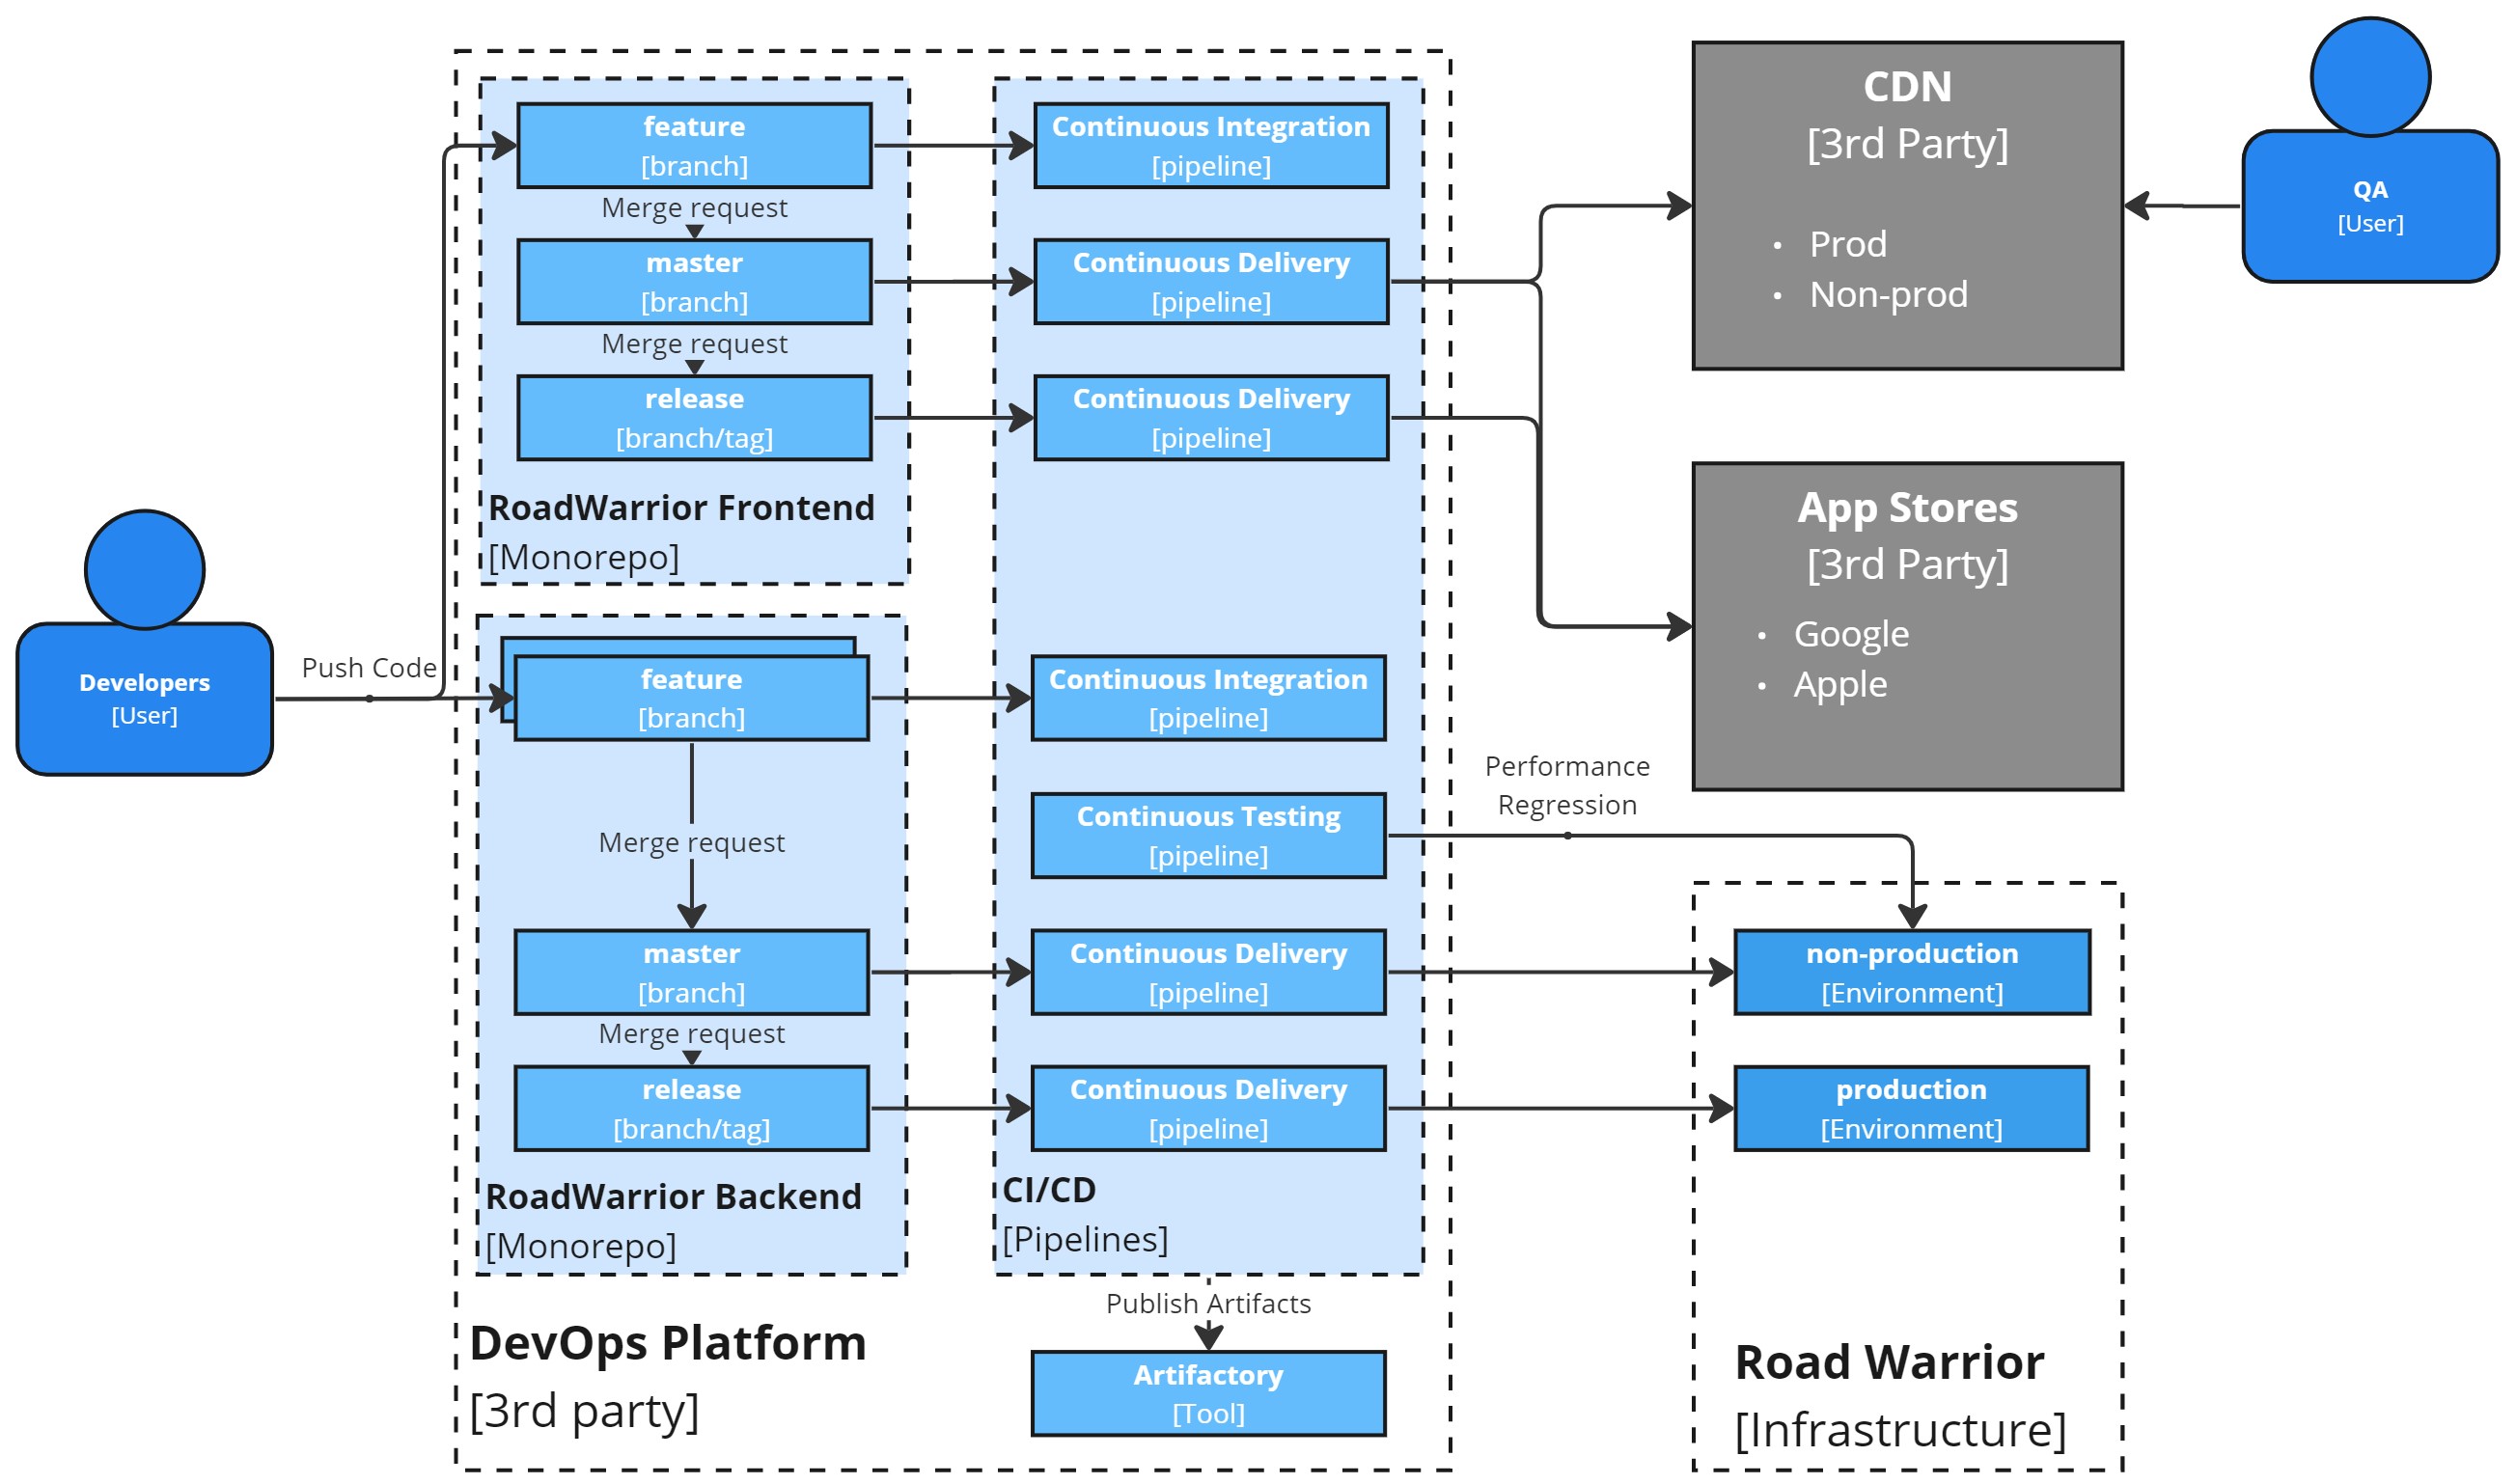 feature
[branch]
Merge request
master
[branch]
Merge request
release
[branch/tag]
RoadWarrior Frontend
[Monorepo]
Continuous Integration
[pipeline]
Continuous Delivery
[pipeline]
Continuous Delivery
[pipeline]
CDN
[3rd Party]
• Prod
• Non-prod
QA
[User]
App Stores
[3rd Party]
• Google
• Apple
Developers
[User]
Push Code
feature
[branch]
Merge request
master
[branch]
Merge request
release
[branch/tag]
RoadWarrior Backend
[Monorepo]
Continuous Integration
[pipeline]
Continuous Testing
[pipeline]
Continuous Delivery
[pipeline]
Continuous Delivery
[pipeline]
CI/CD
[Pipelines]
Performance
Regression
non-production
[Environment]
production
[Environment]
Publish Artifacts
Artifactory
[Tool]
DevOps Platform
[3rd party]
Road Warrior
[Infrastructure]